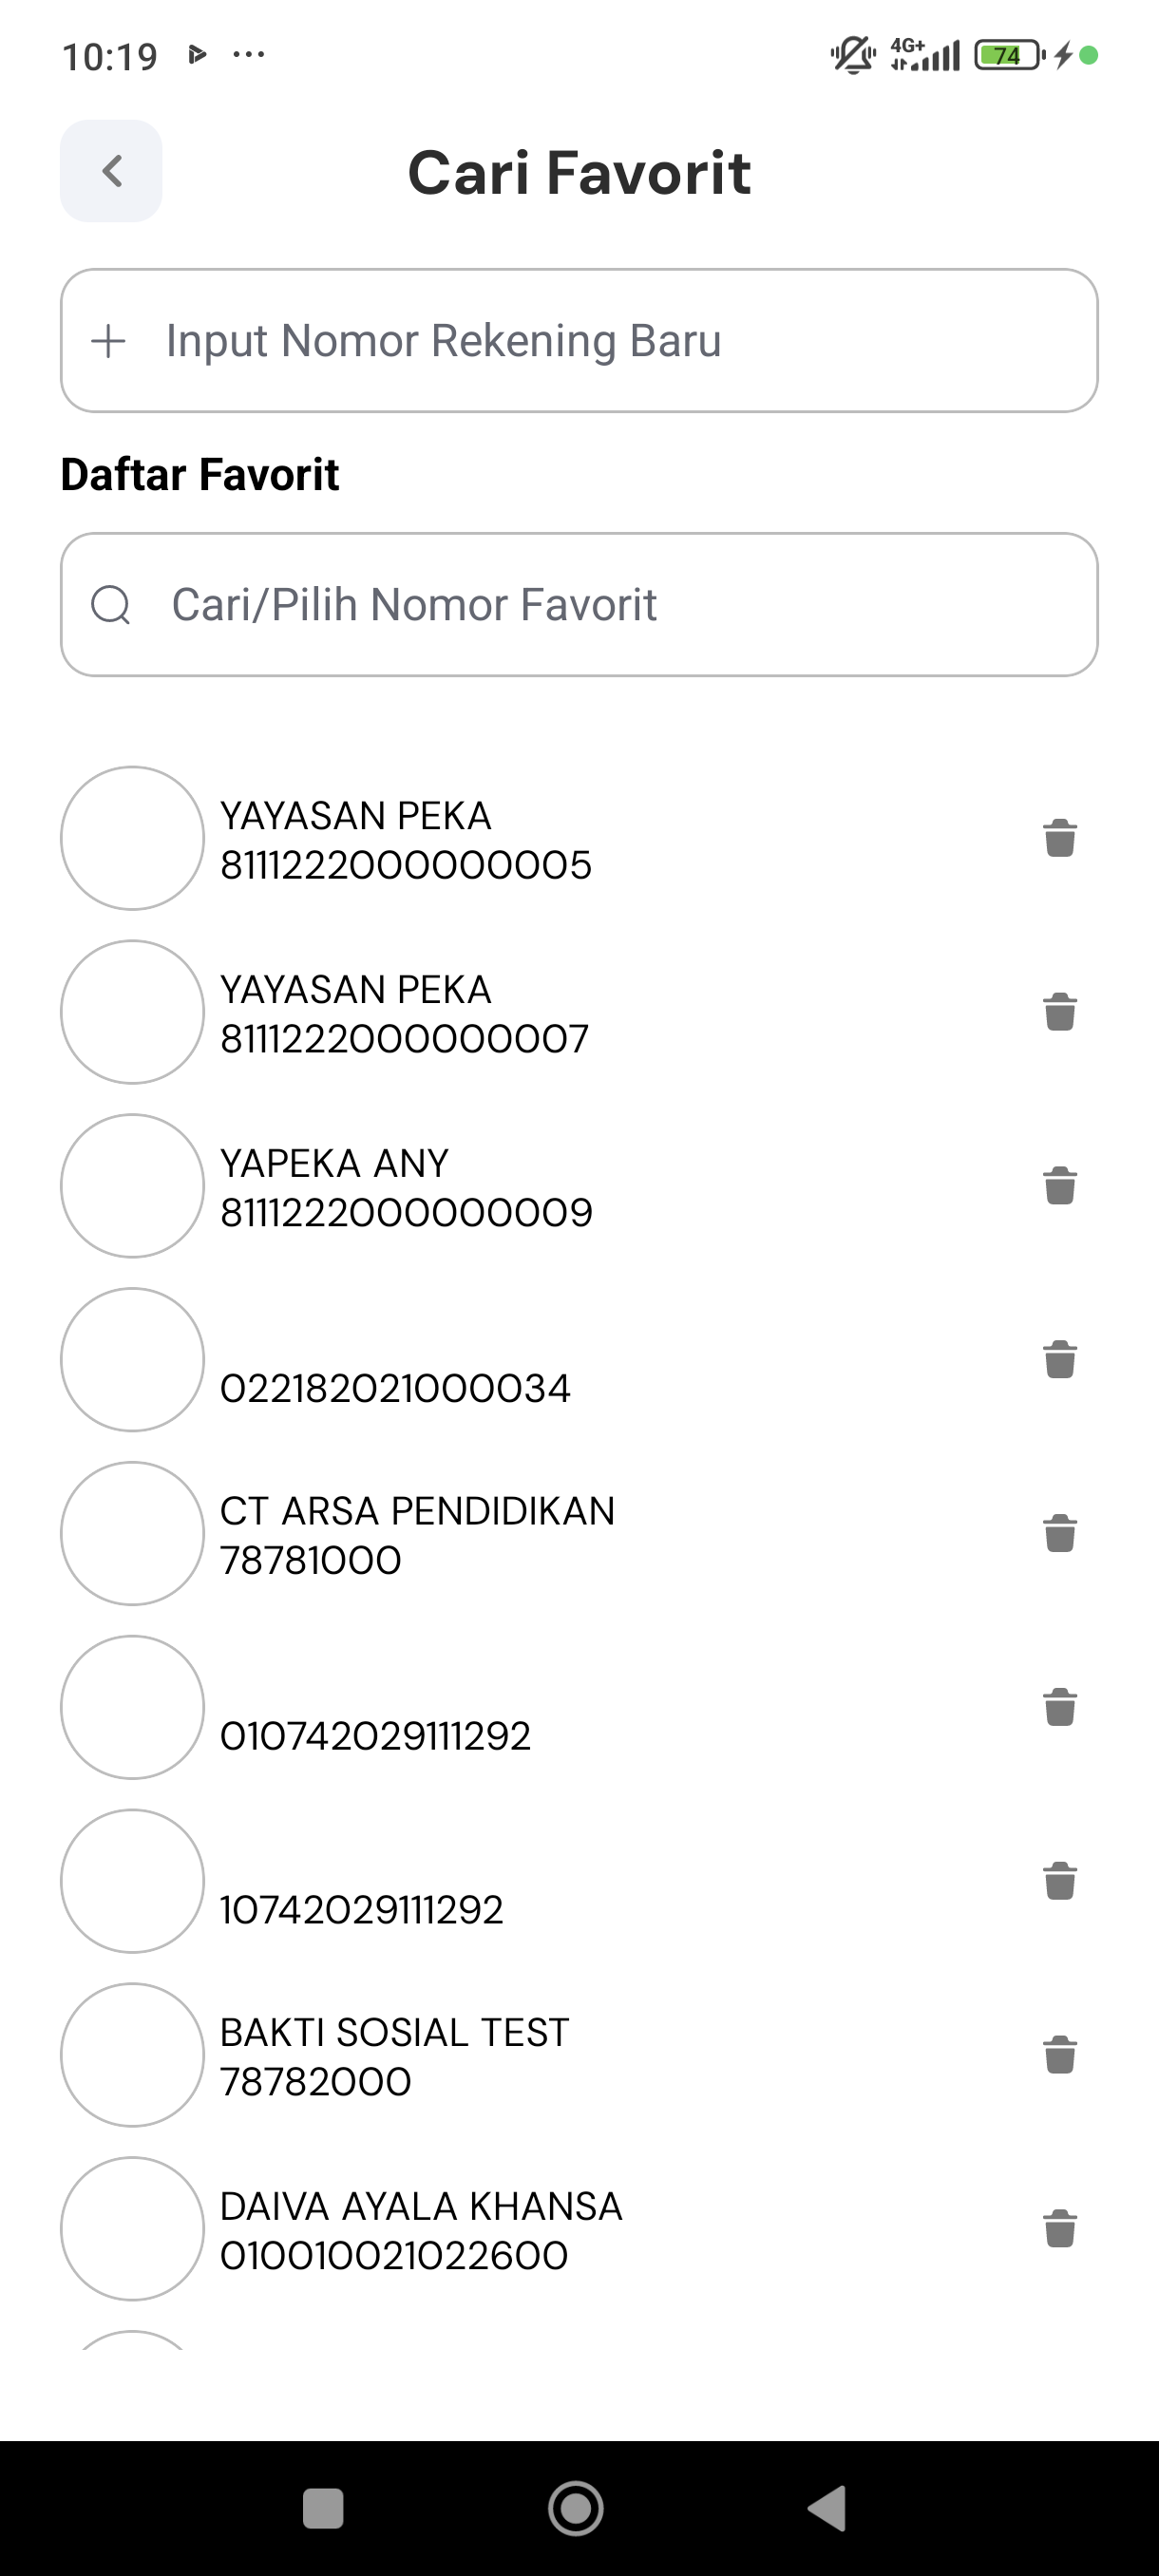 10:19
4G+
74
Cari Favorit
Input Nomor Rekening Baru
Daftar Favorit
Cari/Pilih Nomor Favorit
YAYASAN PEKA
8111222000000005
YAYASAN PEKA
8111222000000007
YAPEKA ANY
8111222000000009
022182021000034
CT ARSA PENDIDIKAN
78781000
010742029111292
10742029111292
BAKTI SOSIAL TEST
78782000
DAIVA AYALA KHANSA
010010021022600